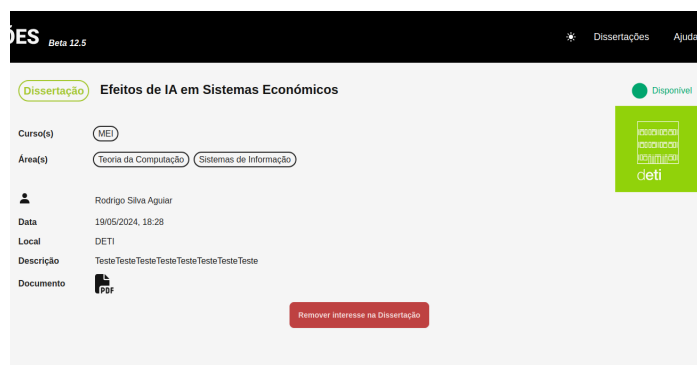 ÕES Beta 12.5
Dissertações Ajuda
Dissertação Efeitos de IA em Sistemas Económicos Disponível
Curso(s) MEI
Área(s) Teoria da Computação Sistemas de Informação
deti
Rodrigo Silva Aguiar
Data 19/05/2024, 18:28
Local DETI
Descrição TesteTesteTesteTesteTesteTesteTesteTeste
Documento PDF
Remover interesse na Dissertação